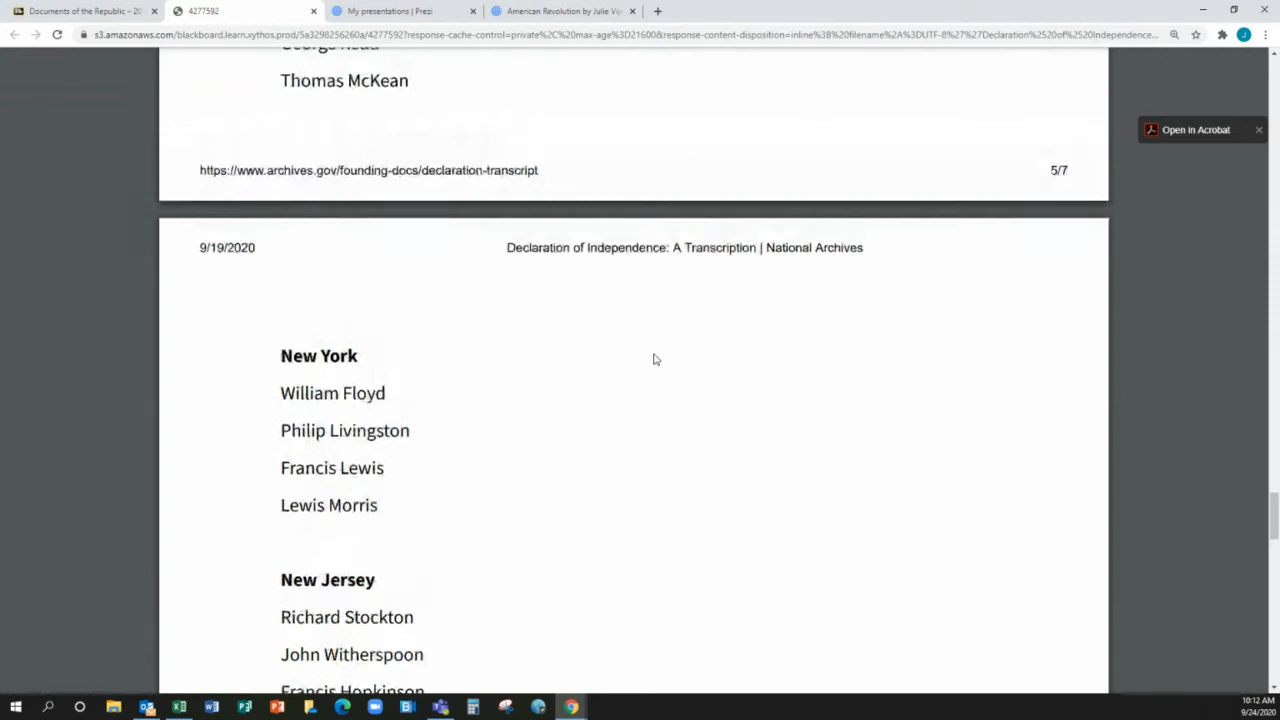 Documents of the Republic – 20
4277592
My presentations | Prezi
American Revolution by Julie Vi
s3.amazonaws.com/blackboard.learn.xythos.prod/5a3298256260a/4277592?response-cache-control=private%2C%20max-age%3D21600&response-content-disposition=inline%3B%20filename%2A%3DUTF-8%27%27Declaration%2520of%2520Independence...
J
Thomas McKean
Open in Acrobat
https://www.archives.gov/founding-docs/declaration-transcript
5/7
9/19/2020
Declaration of Independence: A Transcription | National Archives
New York
William Floyd
Philip Livingston
Francis Lewis
Lewis Morris
New Jersey
Richard Stockton
John Witherspoon
Francis Hopkinson
10:12 AM
9/24/2020